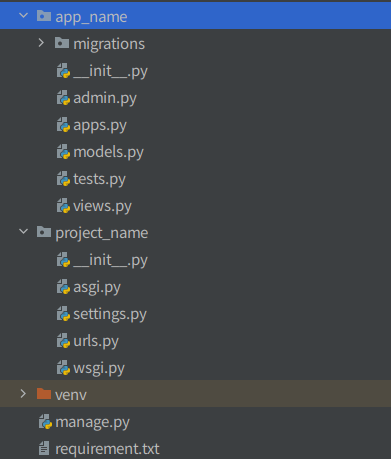 app_name
migrations
__init__.py
admin.py
apps.py
models.py
tests.py
views.py
project_name
__init__.py
asgi.py
settings.py
urls.py
wsgi.py
venv
manage.py
requirement.txt